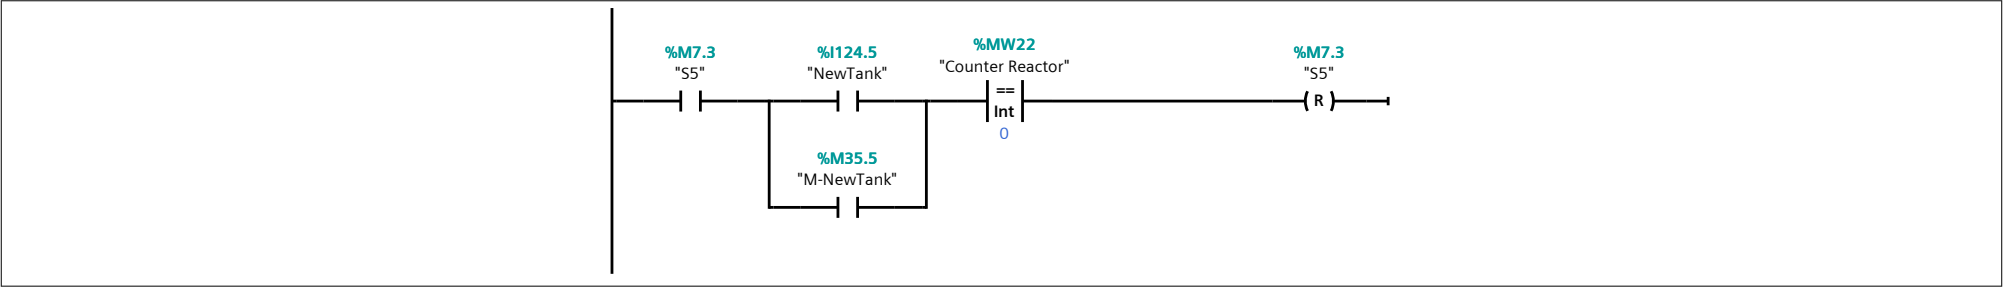 %M7.3
"S5"
%I124.5
"NewTank"
%MW22
"Counter Reactor"
==
Int
0
%M7.3
"S5"
R
%M35.5
"M-NewTank"